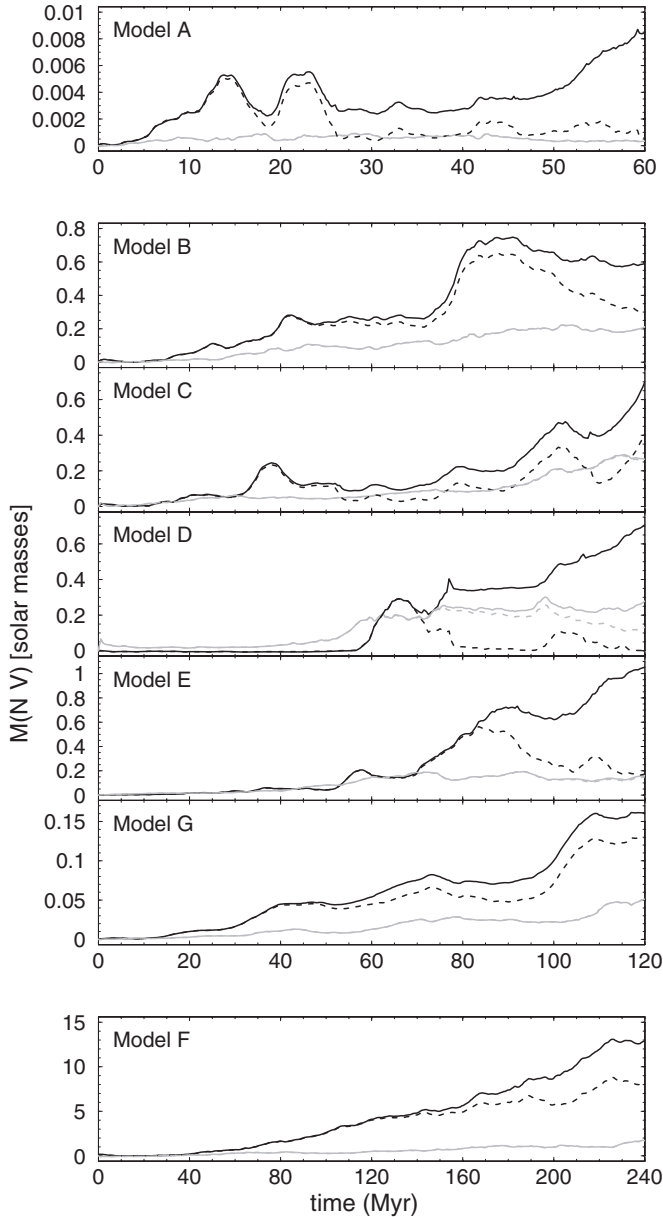 0.01
0.008
0.006
0.004
0.002
0
Model A
0 10 20 30 40 50 60
0.8
0.6
0.4
0.2
0
Model B
0.6
0.4
0.2
0
Model C
0.6
0.4
0.2
0
Model D
1
0.8
0.6
0.4
0.2
0
Model E
0.15
0.1
0.05
0
Model G
0 20 40 60 80 100 120
15
10
5
0
Model F
0 40 80 120 160 200 240
time (Myr)
M(N V) [solar masses]